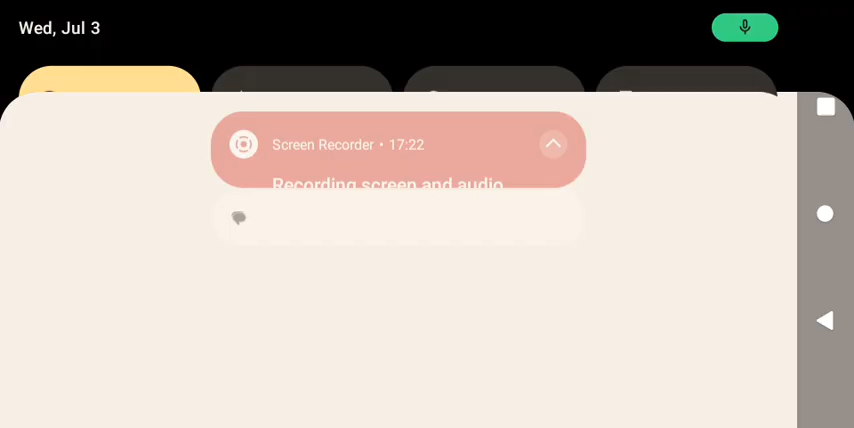 Wed, Jul 3
Screen Recorder • 17:22
Recording screen and audio